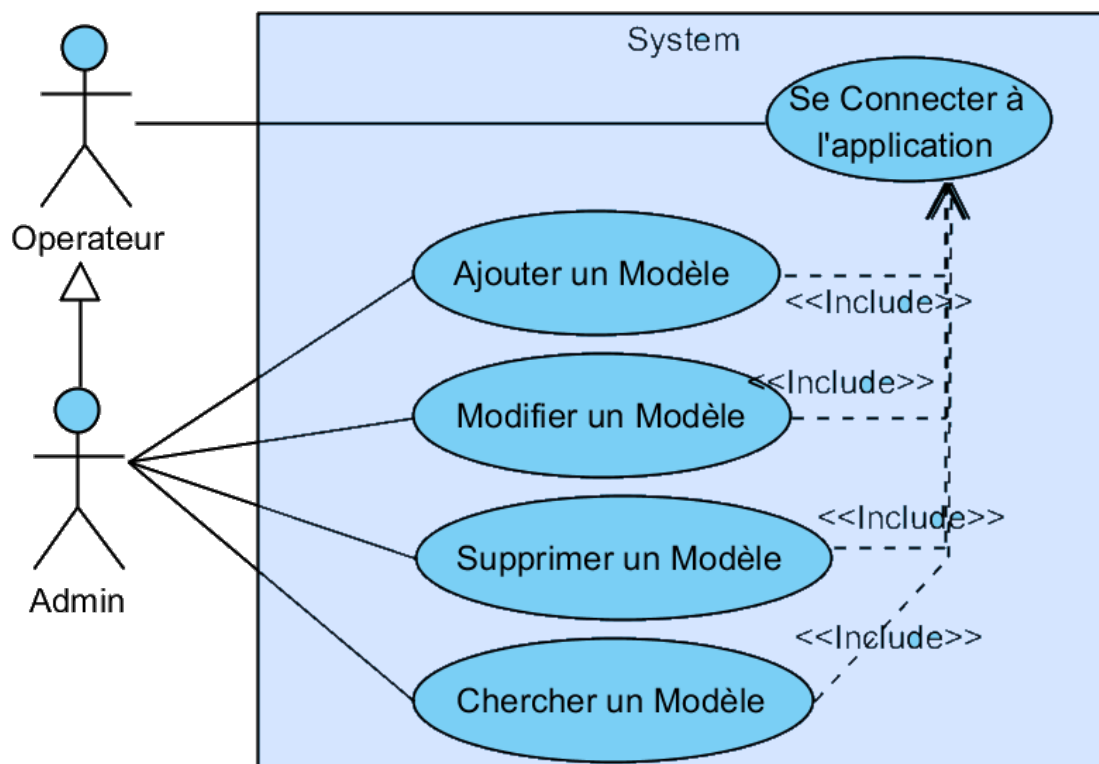 System
Se Connecter à
l'application
Operateur
Ajouter un Modèle
<<Include>>
<<Include>>
Modifier un Modèle
<<Include>>
Supprimer un Modèle
Admin
<<Include>>
Chercher un Modèle